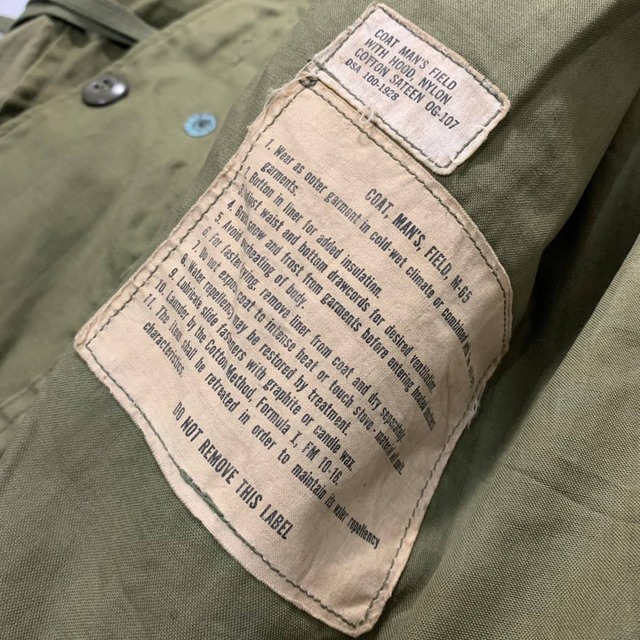 COAT MAN'S FIELD
WITH HOOD, NYLON
COTTON SATEEN OG-107
DSA 100-1928
COAT, MAN'S, FIELD, M-65
1. Wear as outer garment in cold-wet climate or
garments.
Button in liner for added insulation.
waist and bottom drawcords for desired ventilation.
4. snow and frost from garments before entering
5. Avoid overheating of body.
6. For fast drying, remove liner from coat and dry separately.
7. Do not expose coat to intense heat or touch stove:
8. Water repellency may be restored by treatment.
9. Lubricate slide fasteners with graphite or candle wax.
10. Launder by the Cotton Method, Formula I, FM 10-16.
11. The item shall be retreated in order to maintain its water repellency
characteristics.
DO NOT REMOVE THIS LABEL